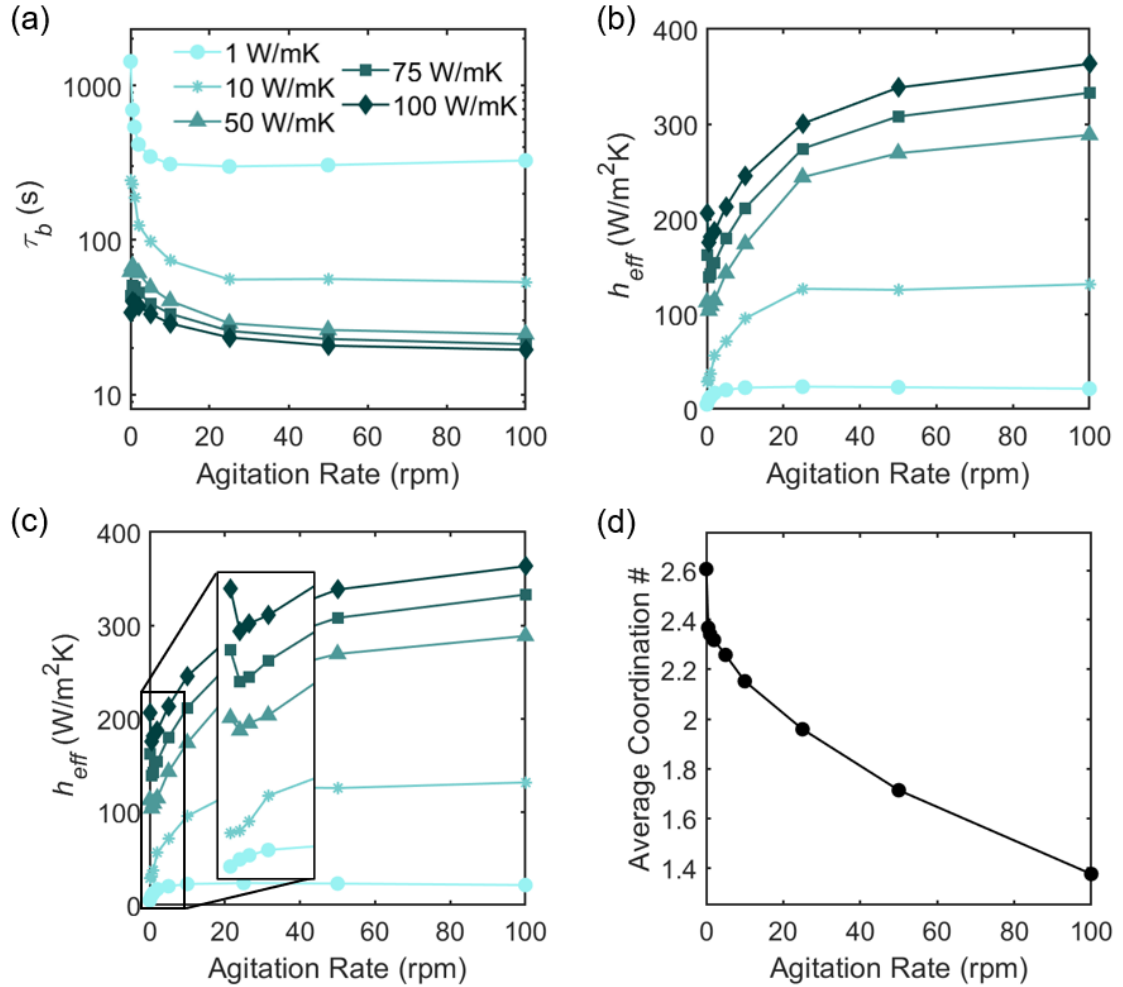 (a)
1 W/mK
10 W/mK
50 W/mK
75 W/mK
100 W/mK
1000
100
10
τb (s)
0 20 40 60 80 100
Agitation Rate (rpm)
(b)
400
300
200
100
0
heff (W/m²K)
0 20 40 60 80 100
Agitation Rate (rpm)
(c)
400
300
200
100
0
heff (W/m²K)
0 20 40 60 80 100
Agitation Rate (rpm)
(d)
2.6
2.4
2.2
2
1.8
1.6
1.4
Average Coordination #
0 20 40 60 80 100
Agitation Rate (rpm)